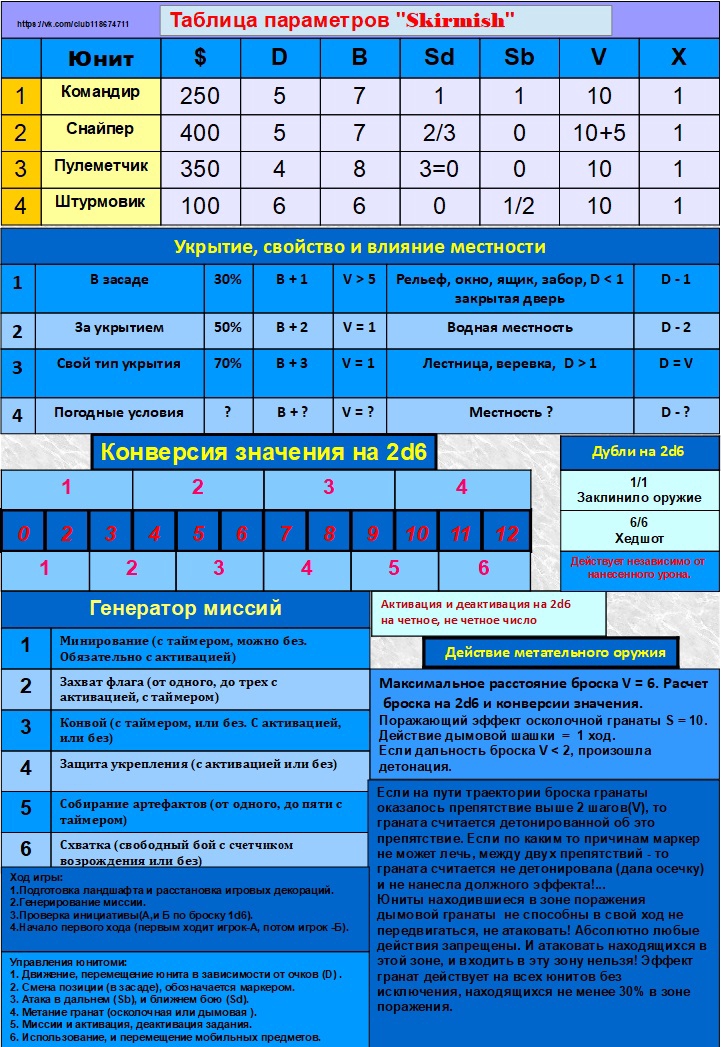 https://vk.com/club118674711
Таблица параметров "Skirmish"
Юнит $ D B Sd Sb V X
1 Командир 250 5 7 1 1 10 1
2 Снайпер 400 5 7 2/3 0 10+5 1
3 Пулеметчик 350 4 8 3=0 0 10 1
4 Штурмовик 100 6 6 0 1/2 10 1
Укрытие, свойство и влияние местности
1 В засаде 30% B + 1 V > 5 Рельеф, окно, ящик, забор, D < 1 D - 1
закрытая дверь
2 За укрытием 50% B + 2 V = 1 Водная местность D - 2
3 Свой тип укрытия 70% B + 3 V = 1 Лестница, веревка, D > 1 D = V
4 Погодные условия ? B + ? V = ? Местность ? D - ?
Конверсия значения на 2d6
1 2 3 4
0 2 3 4 5 6 7 8 9 10 11 12
1 2 3 4 5 6
Дубли на 2d6
1/1
Заклинило оружие
6/6
Хедшот
Действует независимо от
нанесенного урона.
Генератор миссий
1 Минирование (с таймером, можно без.
Обязательно с активацией)
2 Захват флага (от одного, до трех с
активацией, с таймером)
3 Конвой (с таймером, или без. С активацией,
или без)
4 Защита укрепления (с активацией или без)
5 Собирание артефактов (от одного, до пяти с
таймером)
6 Схватка (свободный бой с счетчиком
возрождения или без)
Ход игры:
1.Подготовка ландшафта и расстановка игровых декораций.
2.Генерирование миссии.
3.Проверка инициативы(А,и Б по броску 1d6).
4.Начало первого хода (первым ходит игрок-А, потом игрок -Б).
Управления юнитоми:
1. Движение, перемещение юнита в зависимости от очков (D) .
2. Смена позиции (в засаде), обозначается маркером.
3. Атака в дальнем (Sb), и ближнем бою (Sd).
4. Метание гранат (осколочная или дымовая ).
5. Миссии и активация, деактивация задания.
6. Использование, и перемещение мобильных предметов.
Активация и деактивация на 2d6
на четное, не четное число
Действие метательного оружия
Максимальное расстояние броска V = 6. Расчет
броска на 2d6 и конверсии значения.
Поражающий эффект осколочной гранаты S = 10.
Действие дымовой шашки = 1 ход.
Если дальность броска V < 2, произошла
детонация.
Если на пути траектории броска гранаты
оказалось препятствие выше 2 шагов(V), то
граната считается детонированной об это
препятствие. Если по каким то причинам маркер
не может лечь, между двух препятствий - то
граната считается не детонировала (дала осечку)
и не нанесла должного эффекта!...
Юниты находившиеся в зоне поражения
дымовой гранаты не способны в свой ход не
передвигаться, не атаковать! Абсолютно любые
действия запрещены. И атаковать находящихся в
этой зоне, и входить в эту зону нельзя! Эффект
гранат действует на всех юнитов без
исключения, находящихся не менее 30% в зоне
поражения.